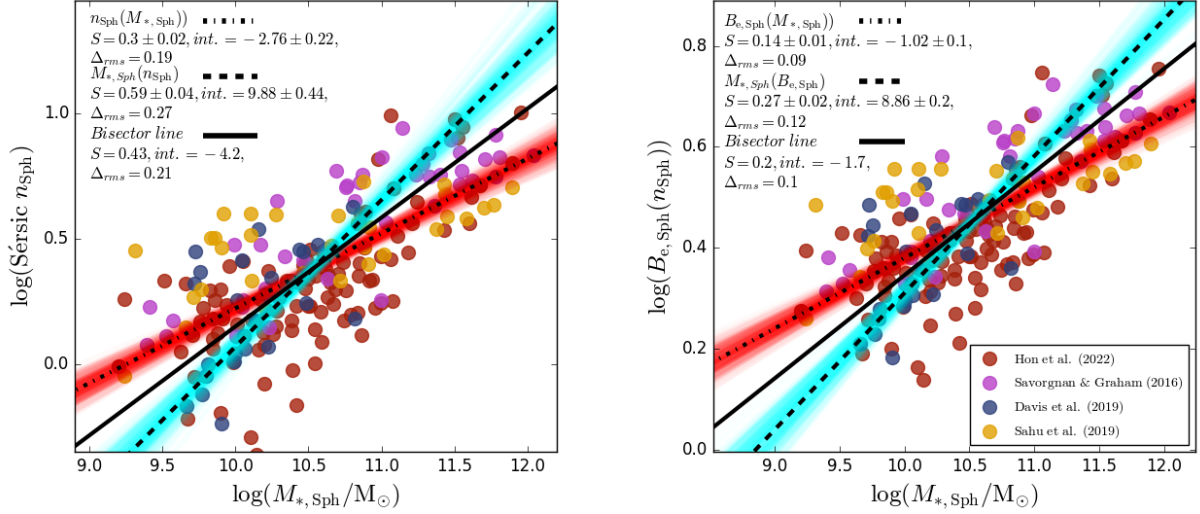 n_Sph(M_*,Sph))
S = 0.3 ± 0.02, int. = − 2.76 ± 0.22,
Δ_rms = 0.19
M_*,Sph(n_Sph)
S = 0.59 ± 0.04, int. = 9.88 ± 0.44,
Δ_rms = 0.27
Bisector line
S = 0.43, int. = − 4.2,
Δ_rms = 0.21
log(Sérsic n_Sph)
1.0
0.5
0.0
9.0 9.5 10.0 10.5 11.0 11.5 12.0
log(M_*,Sph/M_⊙)
B_e,Sph(M_*,Sph))
S = 0.14 ± 0.01, int. = − 1.02 ± 0.1,
Δ_rms = 0.09
M_*,Sph(B_e,Sph)
S = 0.27 ± 0.02, int. = 8.86 ± 0.2,
Δ_rms = 0.12
Bisector line
S = 0.2, int. = − 1.7,
Δ_rms = 0.1
log(B_e,Sph(n_Sph))
0.8
0.6
0.4
0.2
0.0
Hon et al. (2022)
Savorgnan & Graham (2016)
Davis et al. (2019)
Sahu et al. (2019)
9.0 9.5 10.0 10.5 11.0 11.5 12.0
log(M_*,Sph/M_⊙)